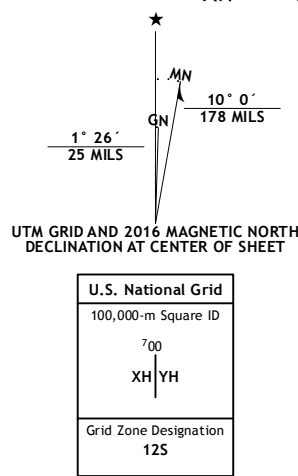 ★
MN
GN
10° 0´
178 MILS
1° 26´
25 MILS
UTM GRID AND 2016 MAGNETIC NORTH
DECLINATION AT CENTER OF SHEET
U.S. National Grid
100,000-m Square ID
⁷00
XH YH
Grid Zone Designation
12S